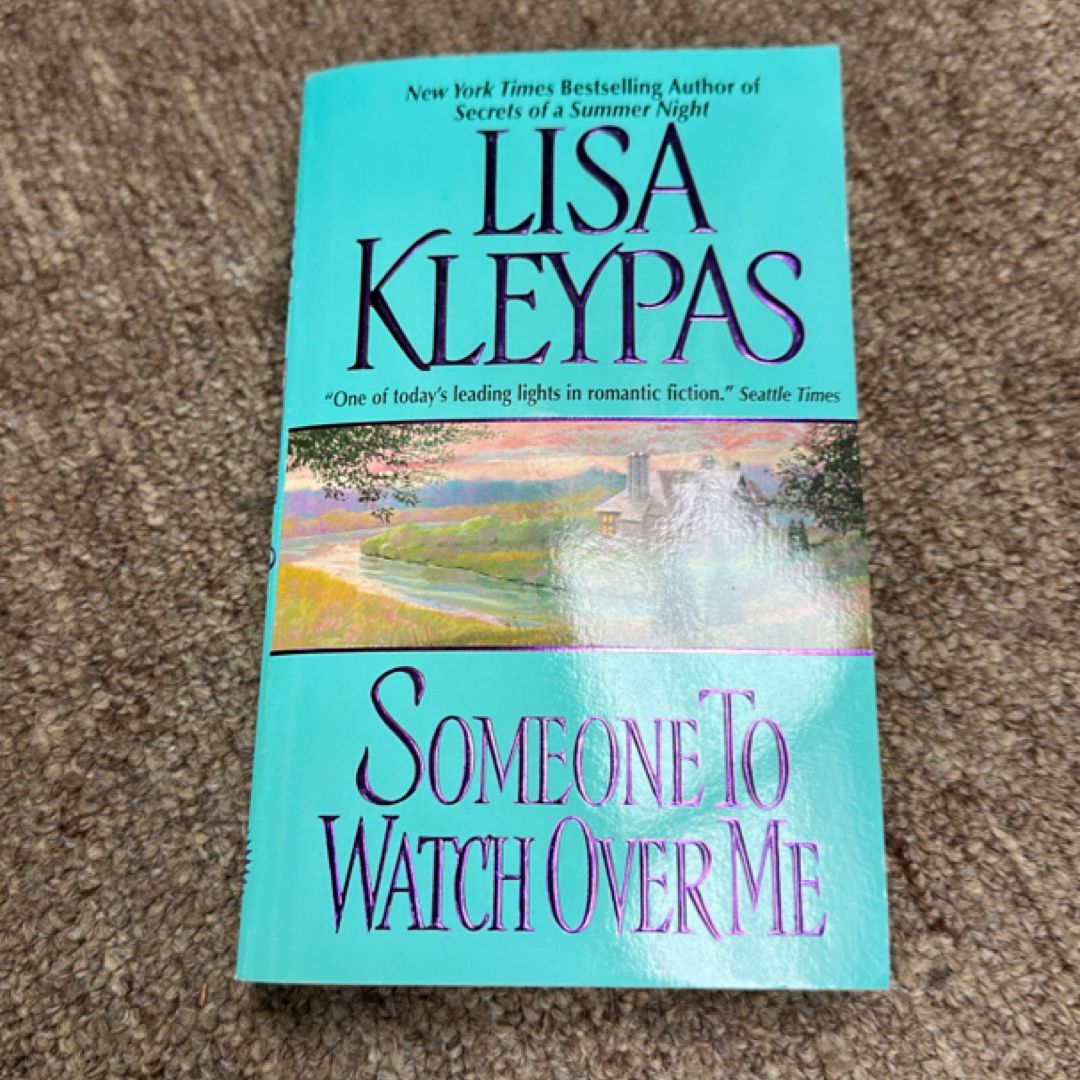 New York Times Bestselling Author of
Secrets of a Summer Night
LISA
KLEYPAS
"One of today's leading lights in romantic fiction." Seattle Times
SOMEONE TO
WATCH OVER ME